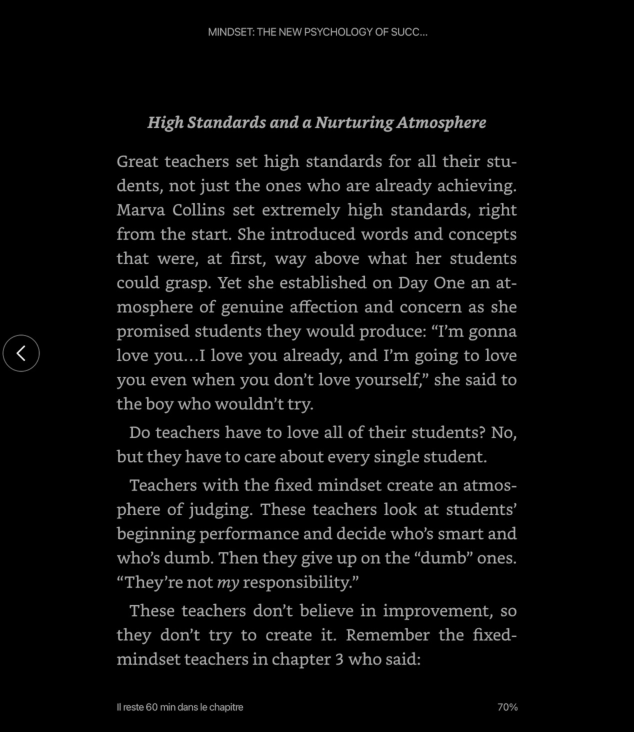 MINDSET: THE NEW PSYCHOLOGY OF SUCC...
High Standards and a Nurturing Atmosphere
Great teachers set high standards for all their stu-
dents, not just the ones who are already achieving.
Marva Collins set extremely high standards, right
from the start. She introduced words and concepts
that were, at first, way above what her students
could grasp. Yet she established on Day One an at-
mosphere of genuine affection and concern as she
promised students they would produce: “I’m gonna
love you…I love you already, and I’m going to love
you even when you don’t love yourself,” she said to
the boy who wouldn’t try.
Do teachers have to love all of their students? No,
but they have to care about every single student.
Teachers with the fixed mindset create an atmos-
phere of judging. These teachers look at students’
beginning performance and decide who’s smart and
who’s dumb. Then they give up on the “dumb” ones.
“They’re not my responsibility.”
These teachers don’t believe in improvement, so
they don’t try to create it. Remember the fixed-
mindset teachers in chapter 3 who said:
Il reste 60 min dans le chapitre
70%